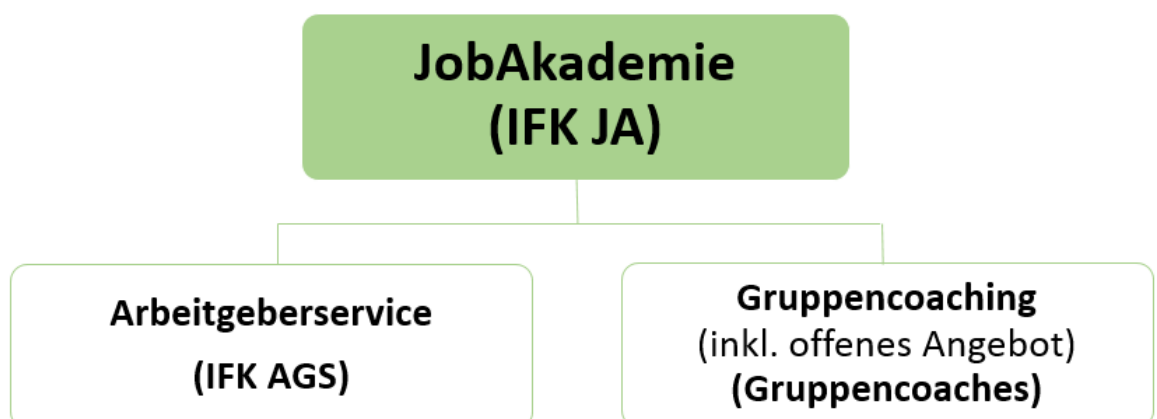 JobAkademie
(IFK JA)
Arbeitgeberservice
(IFK AGS)
Gruppencoaching
(inkl. offenes Angebot)
(Gruppencoaches)